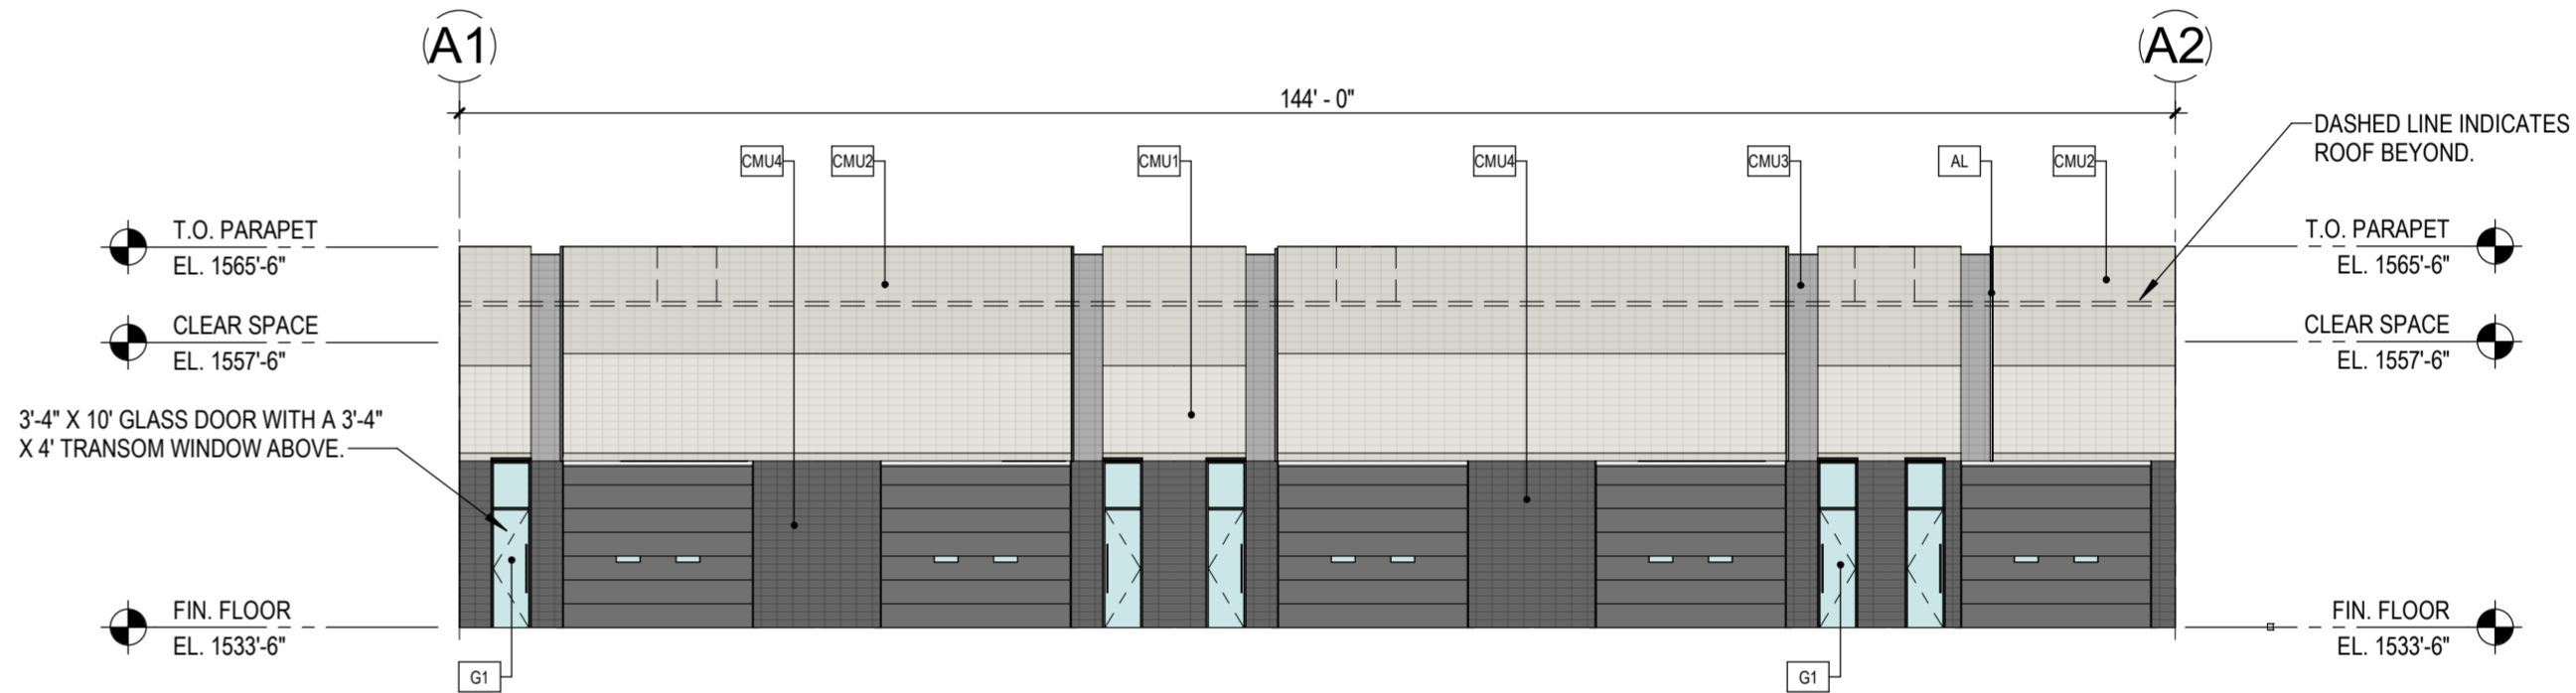 A1
A2
144' - 0"
DASHED LINE INDICATES
ROOF BEYOND.
CMU4
CMU2
CMU1
CMU4
CMU3
AL
CMU2
T.O. PARAPET
EL. 1565'-6"
T.O. PARAPET
EL. 1565'-6"
CLEAR SPACE
EL. 1557'-6"
CLEAR SPACE
EL. 1557'-6"
3'-4" X 10' GLASS DOOR WITH A 3'-4"
X 4' TRANSOM WINDOW ABOVE.
FIN. FLOOR
EL. 1533'-6"
FIN. FLOOR
EL. 1533'-6"
G1
G1